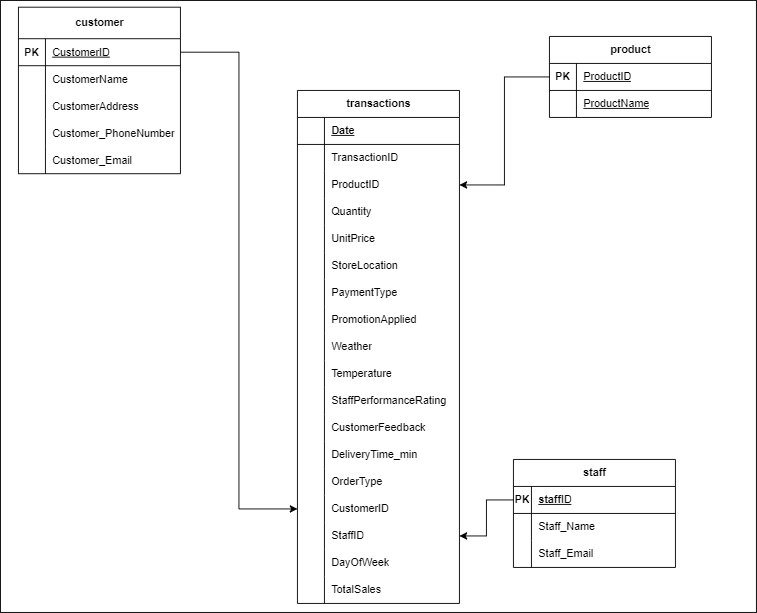 customer
PK CustomerID
CustomerName
CustomerAddress
Customer_PhoneNumber
Customer_Email
product
PK ProductID
ProductName
transactions
Date
TransactionID
ProductID
Quantity
UnitPrice
StoreLocation
PaymentType
PromotionApplied
Weather
Temperature
StaffPerformanceRating
CustomerFeedback
DeliveryTime_min
OrderType
CustomerID
StaffID
DayOfWeek
TotalSales
staff
PK staffID
Staff_Name
Staff_Email